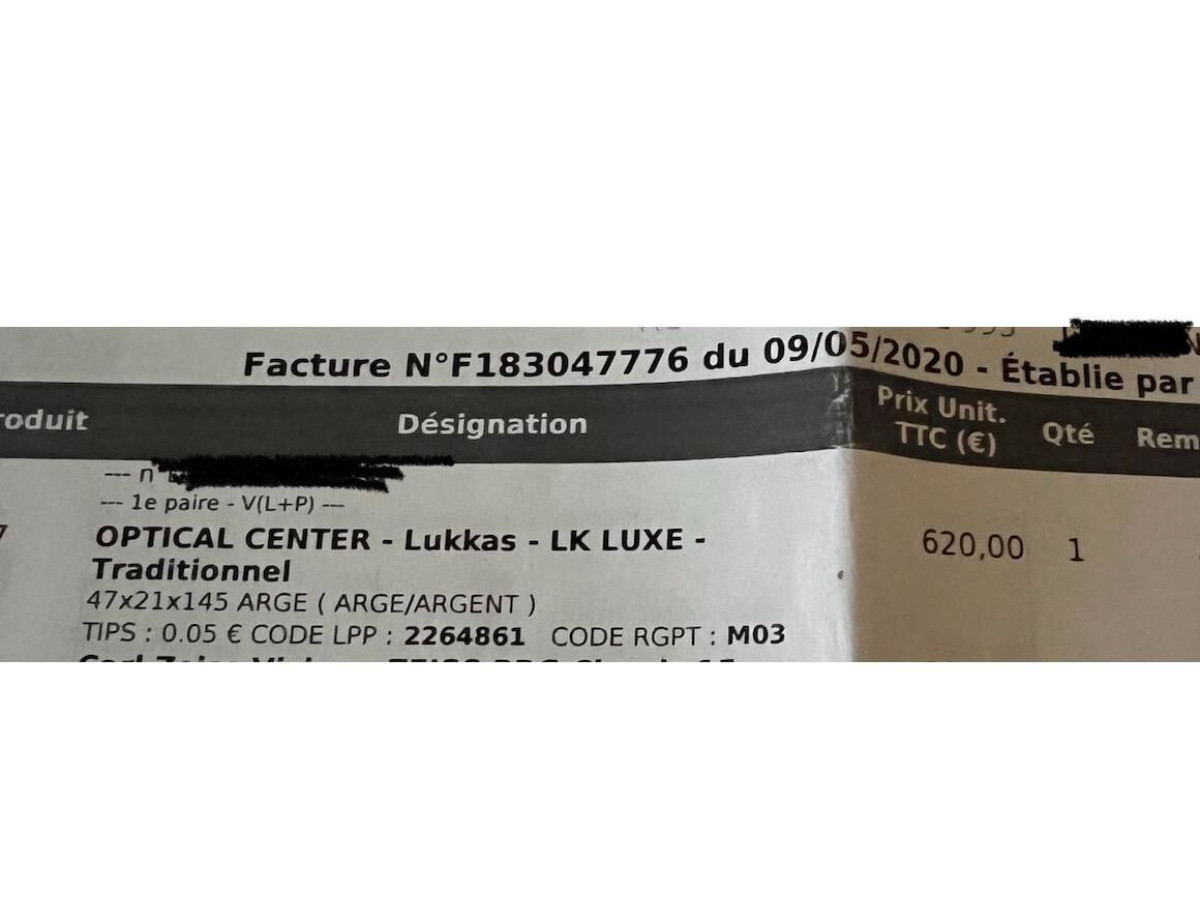 Facture N°F183047776 du 09/05/2020 - Établie par
roduit Désignation Prix Unit. TTC (€) Qté Rem
--- n°
--- 1e paire - V(L+P) ---
OPTICAL CENTER - Lukkas - LK LUXE - 620,00 1
Traditionnel
47x21x145 ARGE ( ARGE/ARGENT )
TIPS : 0.05 € CODE LPP : 2264861 CODE RGPT : M03